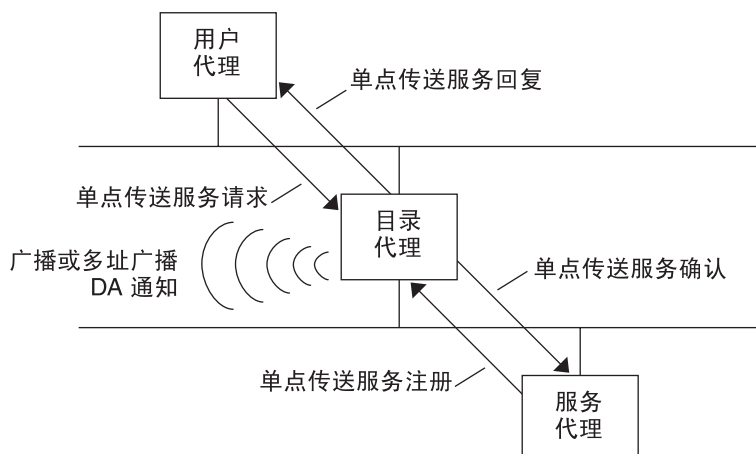 用户
代理
单点传送服务回复
单点传送服务请求
目录
代理
广播或多址广播
DA 通知
单点传送服务确认
单点传送服务注册
服务
代理